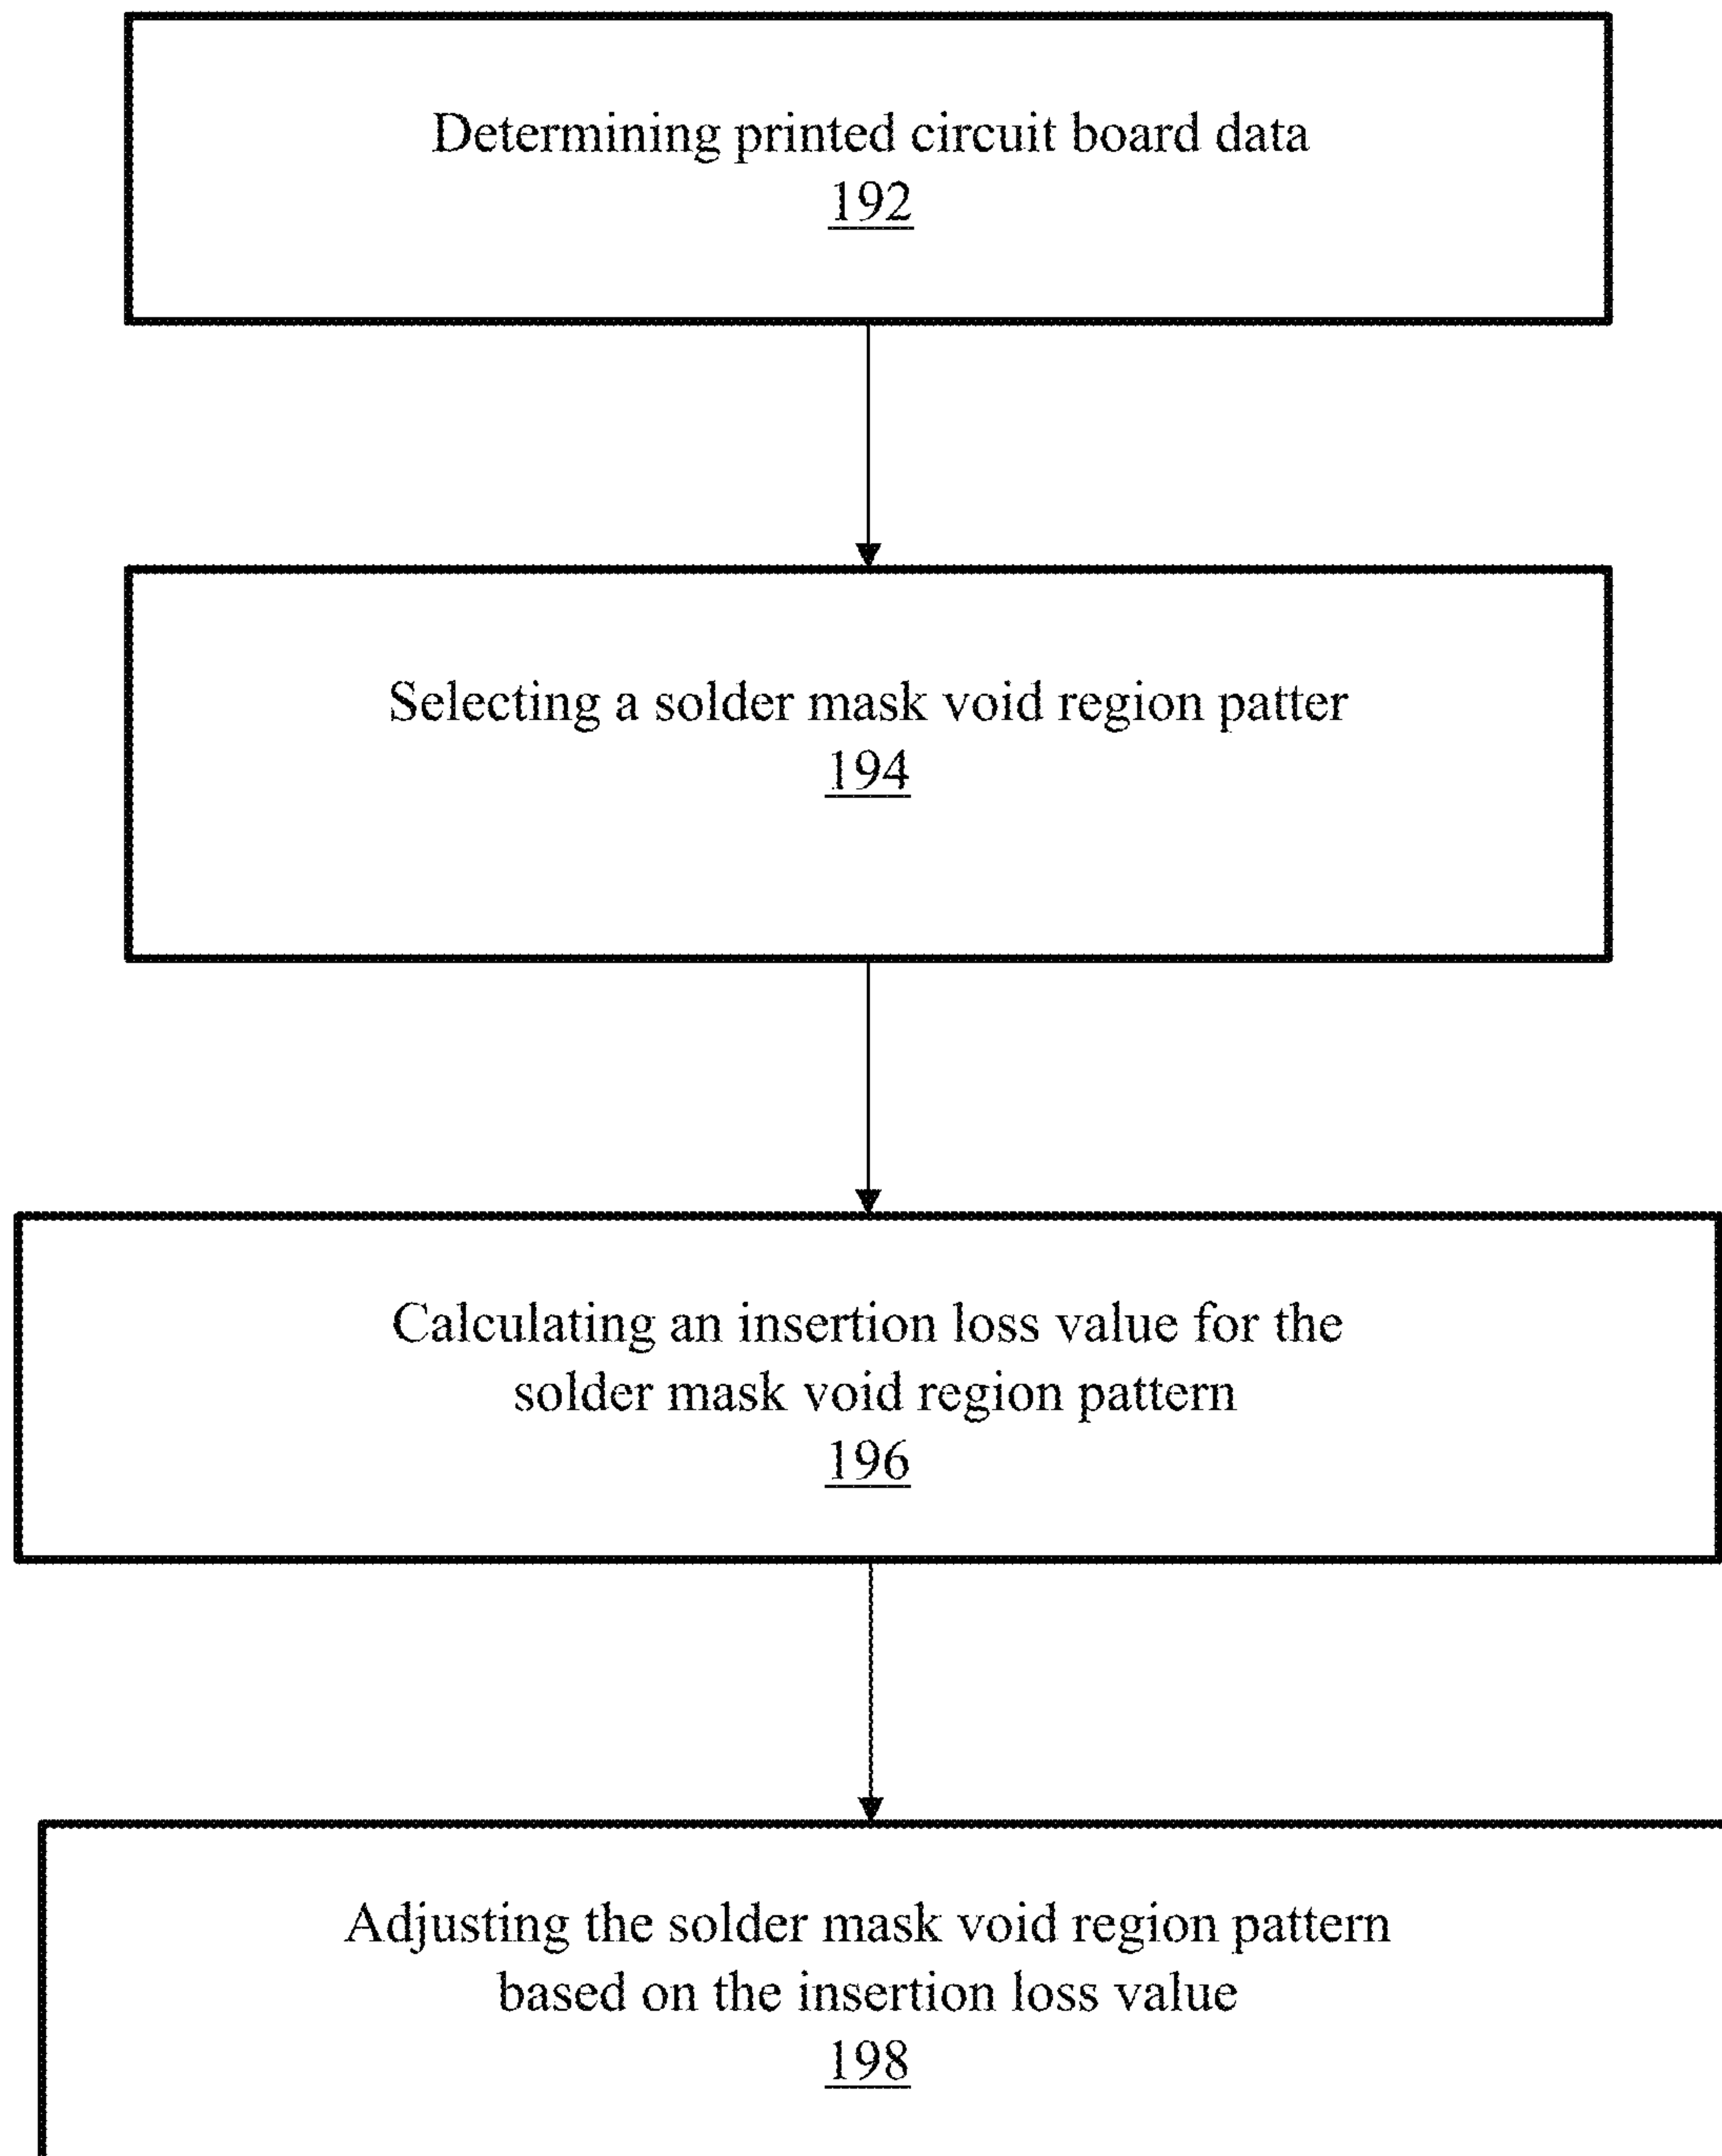 Determining printed circuit board data
192
Selecting a solder mask void region patter
194
Calculating an insertion loss value for the
solder mask void region pattern
196
Adjusting the solder mask void region pattern
based on the insertion loss value
198